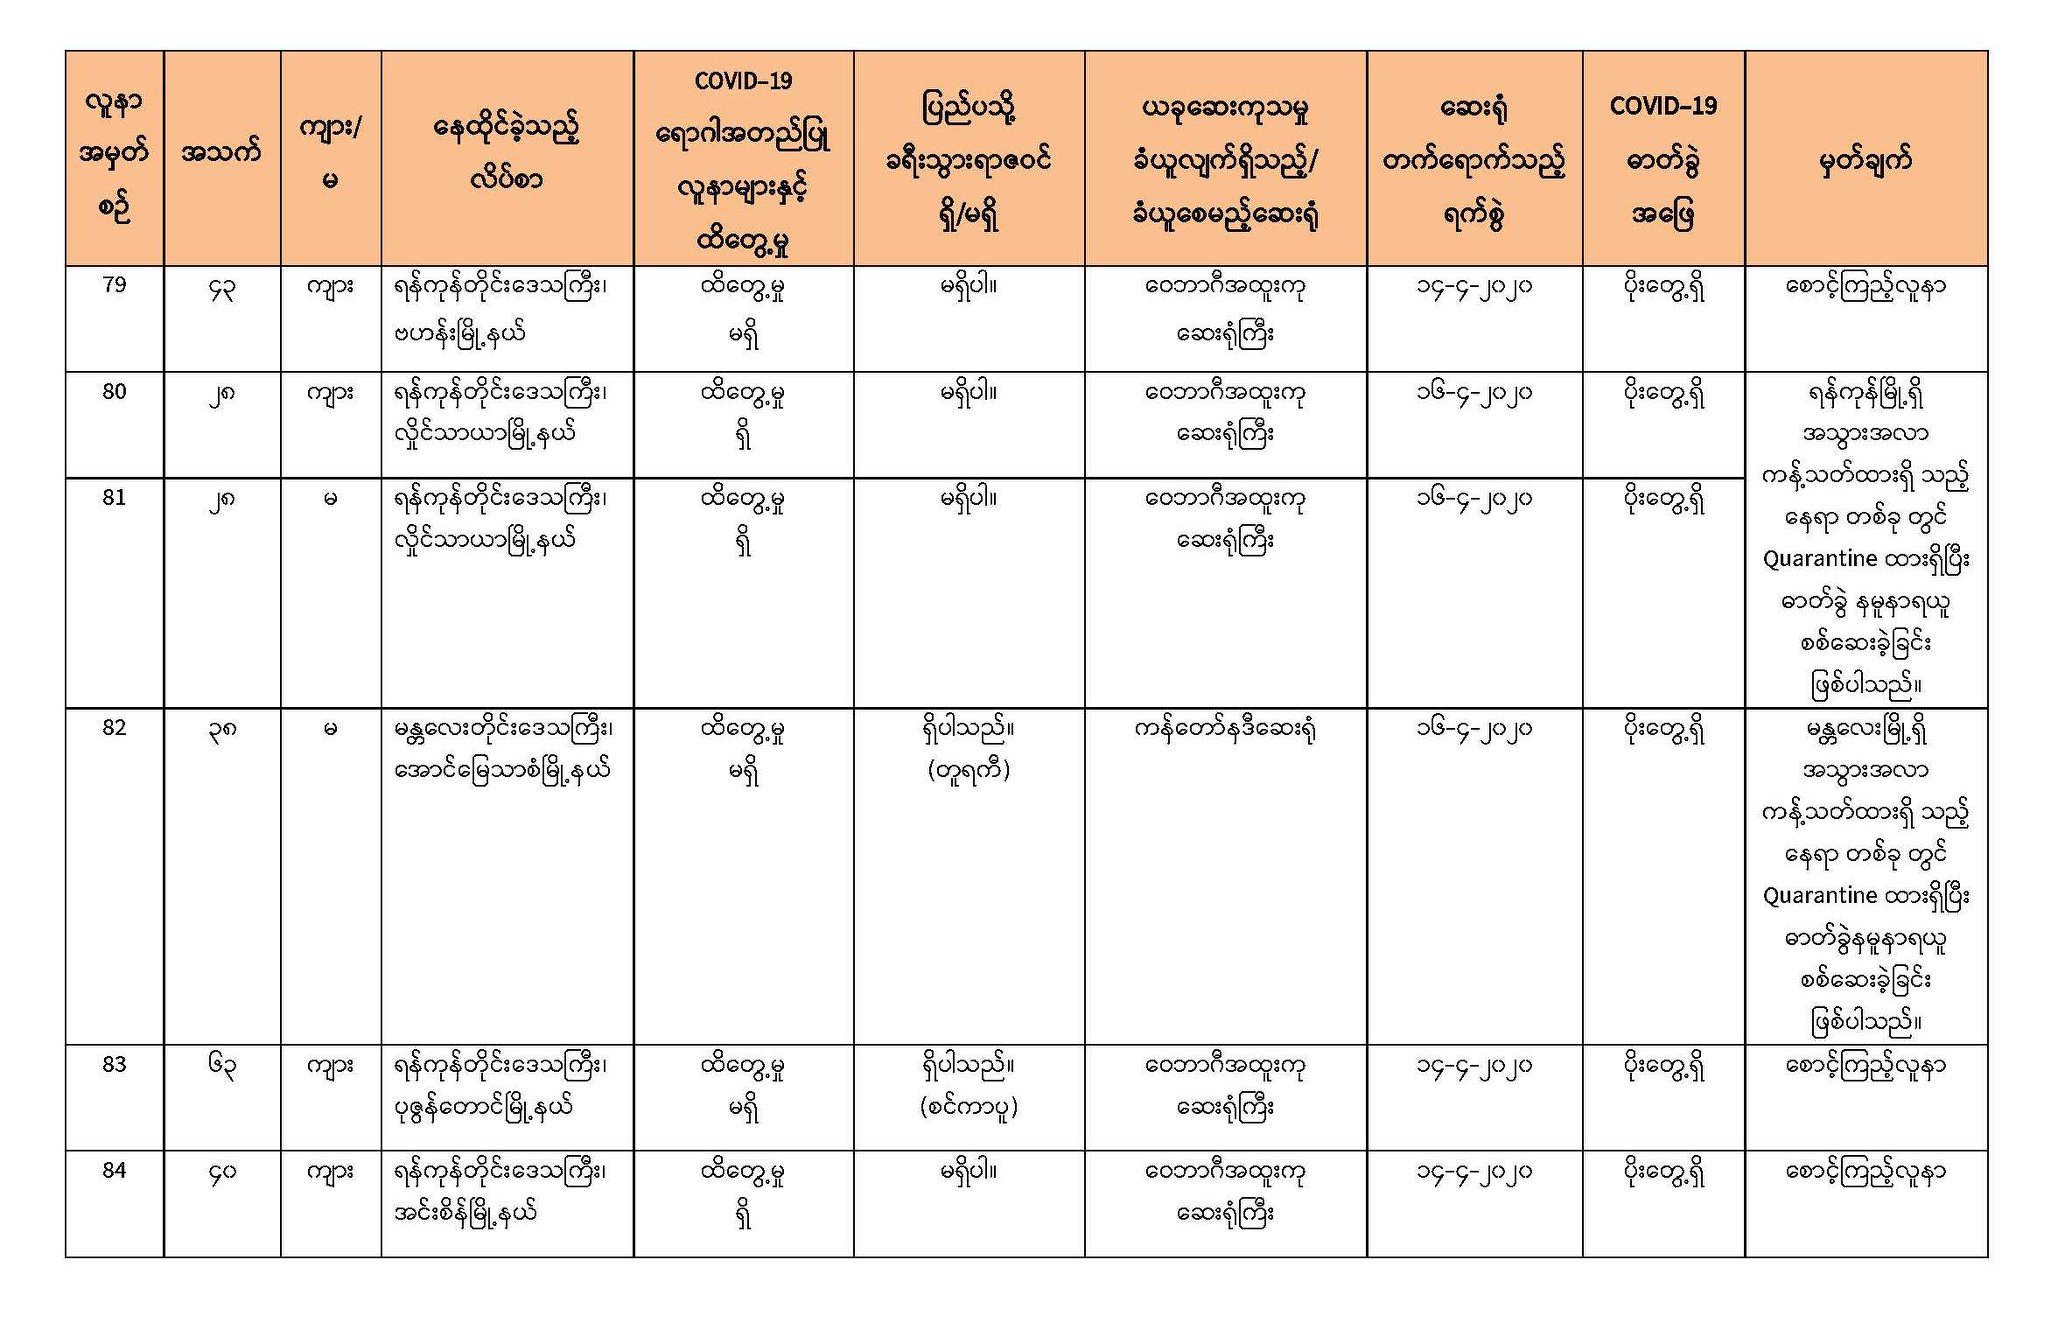 လူနာ
အမှတ်
စဉ်
အသက်
ကျား/
မ
နေထိုင်ခဲ့သည့်
လိပ်စာ
COVID-19
ရောဂါအတည်ပြု
လူနာများနှင့်
ထိတွေ့မှု
ပြည်ပသို့
ခရီးသွားရာဇဝင်
ရှိ/မရှိ
ယခုဆေးကုသမှု
ခံယူလျက်ရှိသည့်/
ခံယူစေမည့်ဆေးရုံ
ဆေးရုံ
တက်ရောက်သည့်
ရက်စွဲ
COVID-19
ဓာတ်ခွဲ
အဖြေ
မှတ်ချက်
79
၄၃
ကျား
ရန်ကုန်တိုင်းဒေသကြီး၊
ဗဟန်းမြို့နယ်
ထိတွေ့မှု
မရှိ
မရှိပါ။
ဝေဘာဂီအထူးကု
ဆေးရုံကြီး
၁၄-၄-၂၀၂၀
ပိုးတွေ့ရှိ
စောင့်ကြည့်လူနာ
80
၂၈
ကျား
ရန်ကုန်တိုင်းဒေသကြီး၊
လှိုင်သာယာမြို့နယ်
ထိတွေ့မှု
ရှိ
မရှိပါ။
ဝေဘာဂီအထူးကု
ဆေးရုံကြီး
၁၆-၄-၂၀၂၀
ပိုးတွေ့ရှိ
ရန်ကုန်မြို့ရှိ
အသွားအလာ
ကန့်သတ်ထားရှိ သည့်
နေရာ တစ်ခု တွင်
Quarantine ထားရှိပြီး
ဓာတ်ခွဲ နမူနာရယူ
စစ်ဆေးခဲ့ခြင်း
ဖြစ်ပါသည်။
81
၂၈
မ
ရန်ကုန်တိုင်းဒေသကြီး၊
လှိုင်သာယာမြို့နယ်
ထိတွေ့မှု
ရှိ
မရှိပါ။
ဝေဘာဂီအထူးကု
ဆေးရုံကြီး
၁၆-၄-၂၀၂၀
ပိုးတွေ့ရှိ
82
၃၈
မ
မန္တလေးတိုင်းဒေသကြီး၊
အောင်မြေသာစံမြို့နယ်
ထိတွေ့မှု
မရှိ
ရှိပါသည်။
(တူရကီ)
ကန်တော်နဒီဆေးရုံ
၁၆-၄-၂၀၂၀
ပိုးတွေ့ရှိ
မန္တလေးမြို့ရှိ
အသွားအလာ
ကန့်သတ်ထားရှိ သည့်
နေရာ တစ်ခု တွင်
Quarantine ထားရှိပြီး
ဓာတ်ခွဲနမူနာရယူ
စစ်ဆေးခဲ့ခြင်း
ဖြစ်ပါသည်။
83
၆၃
ကျား
ရန်ကုန်တိုင်းဒေသကြီး၊
ပုဇွန်တောင်မြို့နယ်
ထိတွေ့မှု
မရှိ
ရှိပါသည်။
(စင်ကာပူ)
ဝေဘာဂီအထူးကု
ဆေးရုံကြီး
၁၄-၄-၂၀၂၀
ပိုးတွေ့ရှိ
စောင့်ကြည့်လူနာ
84
၄၀
ကျား
ရန်ကုန်တိုင်းဒေသကြီး၊
အင်းစိန်မြို့နယ်
ထိတွေ့မှု
ရှိ
မရှိပါ။
ဝေဘာဂီအထူးကု
ဆေးရုံကြီး
၁၄-၄-၂၀၂၀
ပိုးတွေ့ရှိ
စောင့်ကြည့်လူနာ